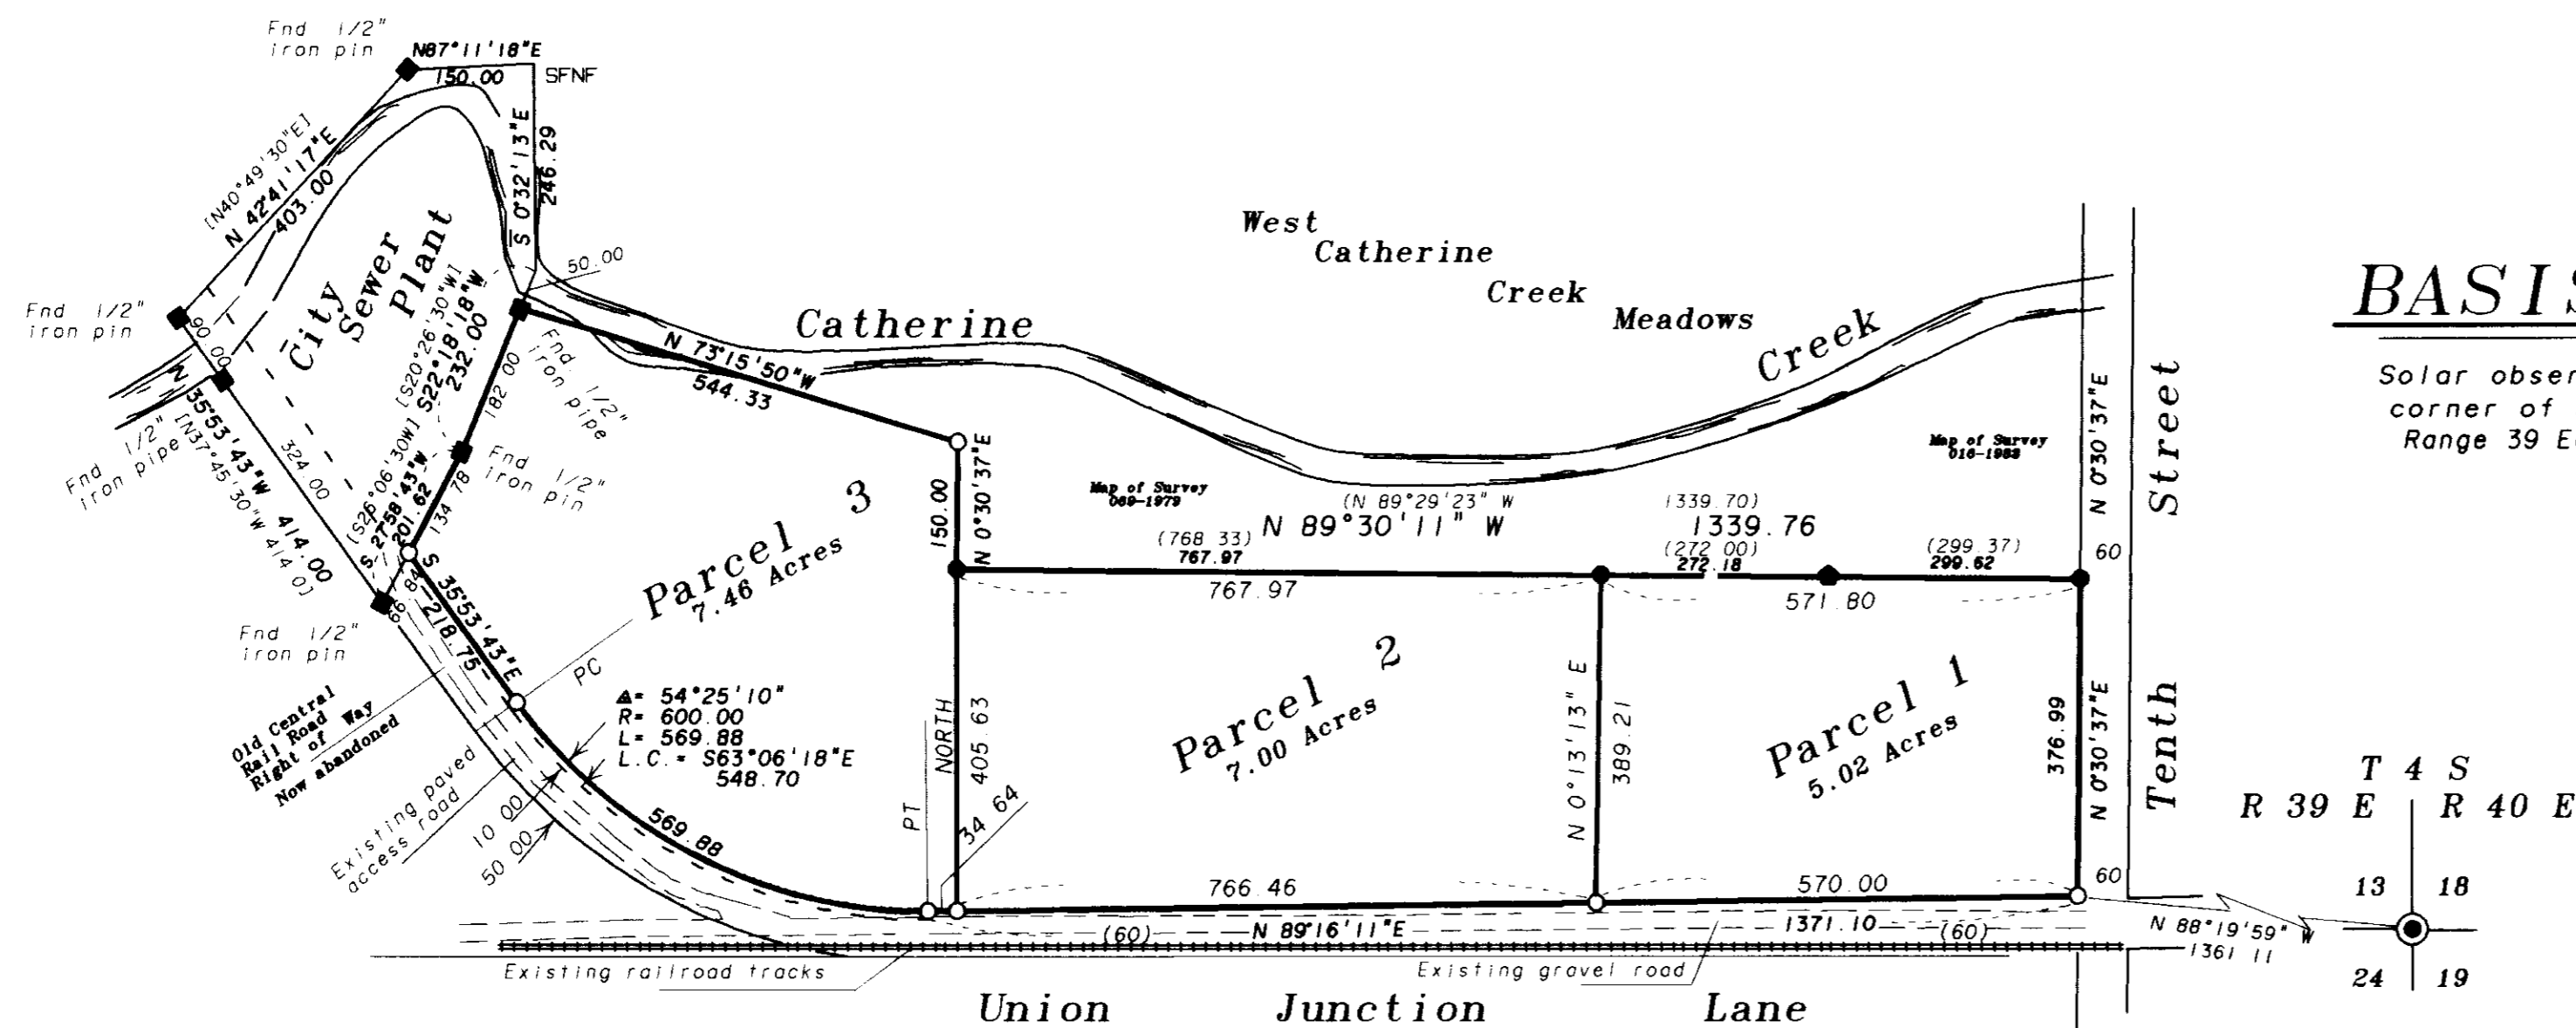 Fnd 1/2"
iron pin
N87°11'18"E
150.00
SFNF
[N40°49'30"E]
N 42°41'17"E
403.00
S 0°32'13"E
246.29
City
Sewer
Plant
50.00
Fnd 1/2"
iron pin
90.00
[S20°26'30"W]
S22°18'18"W
232.00
182 00
Fnd. 1/2"
iron pipe
Fnd 1/2"
iron pipe
N 35°53'43"W 414.00
[N37°45'30"W 414 0]
324.00
[S26°06'30W]
S 27°58'43"W
201.62
134 78
Fnd 1/2"
iron pin
66.84
Fnd 1/2"
iron pin
S 35°53'43"E
218.75
West
Catherine
Creek
Meadows
Catherine
Creek
N 73°15'50"W
544.33
150.00
N 0°30'37"E
Map of Survey
069-1979
Map of Survey
016-1988
(N 89°29'23" W
1339.70)
N 89°30'11" W
1339.76
(768 33)
767.97
(272 00)
272.18
(299.37)
299.62
767.97
571.80
N 0°30'37"E
60
Tenth Street
BASIS
Solar obser
corner of
Range 39 E
Parcel 3
7.46 Acres
PC
Δ= 54°25'10"
R= 600.00
L= 569.88
L.C.= S63°06'18"E
548.70
Old Central
Rail Road
Right of Way
Now abandoned
Existing paved
access road
10 00
50 00
569.88
PT
NORTH
405.63
34 64
Parcel 2
7.00 Acres
N 0°13'13" E
389.21
Parcel 1
5.02 Acres
376.99
N 0°30'37"E
60
766.46
570.00
(60)
N 89°16'11"E
1371.10
(60)
Existing railroad tracks
Existing gravel road
Union Junction Lane
T 4 S
R 39 E R 40 E
13 18
24 19
N 88°19'59" W
1361 11